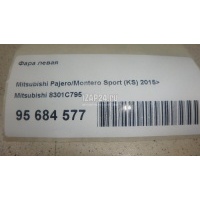 Фара левая
Mitsubishi Pajero/Montero Sport (KS) 2015>
Mitsubishi 8301C795
95 684 577